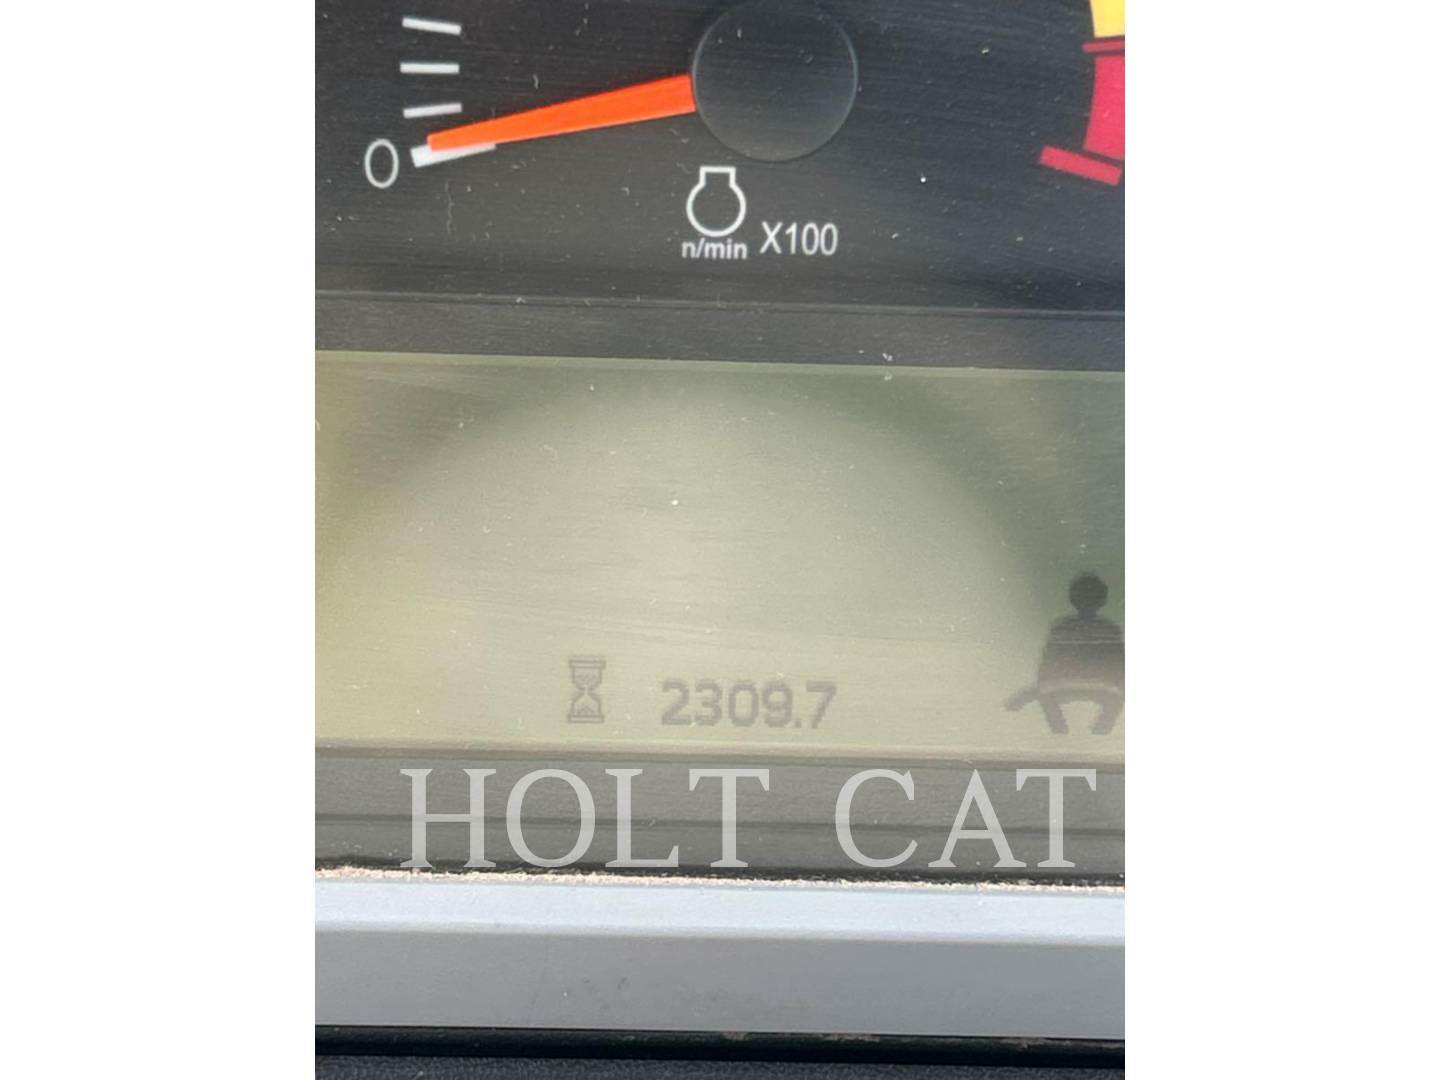 0
n/min X100
2309.7
HOLT CAT